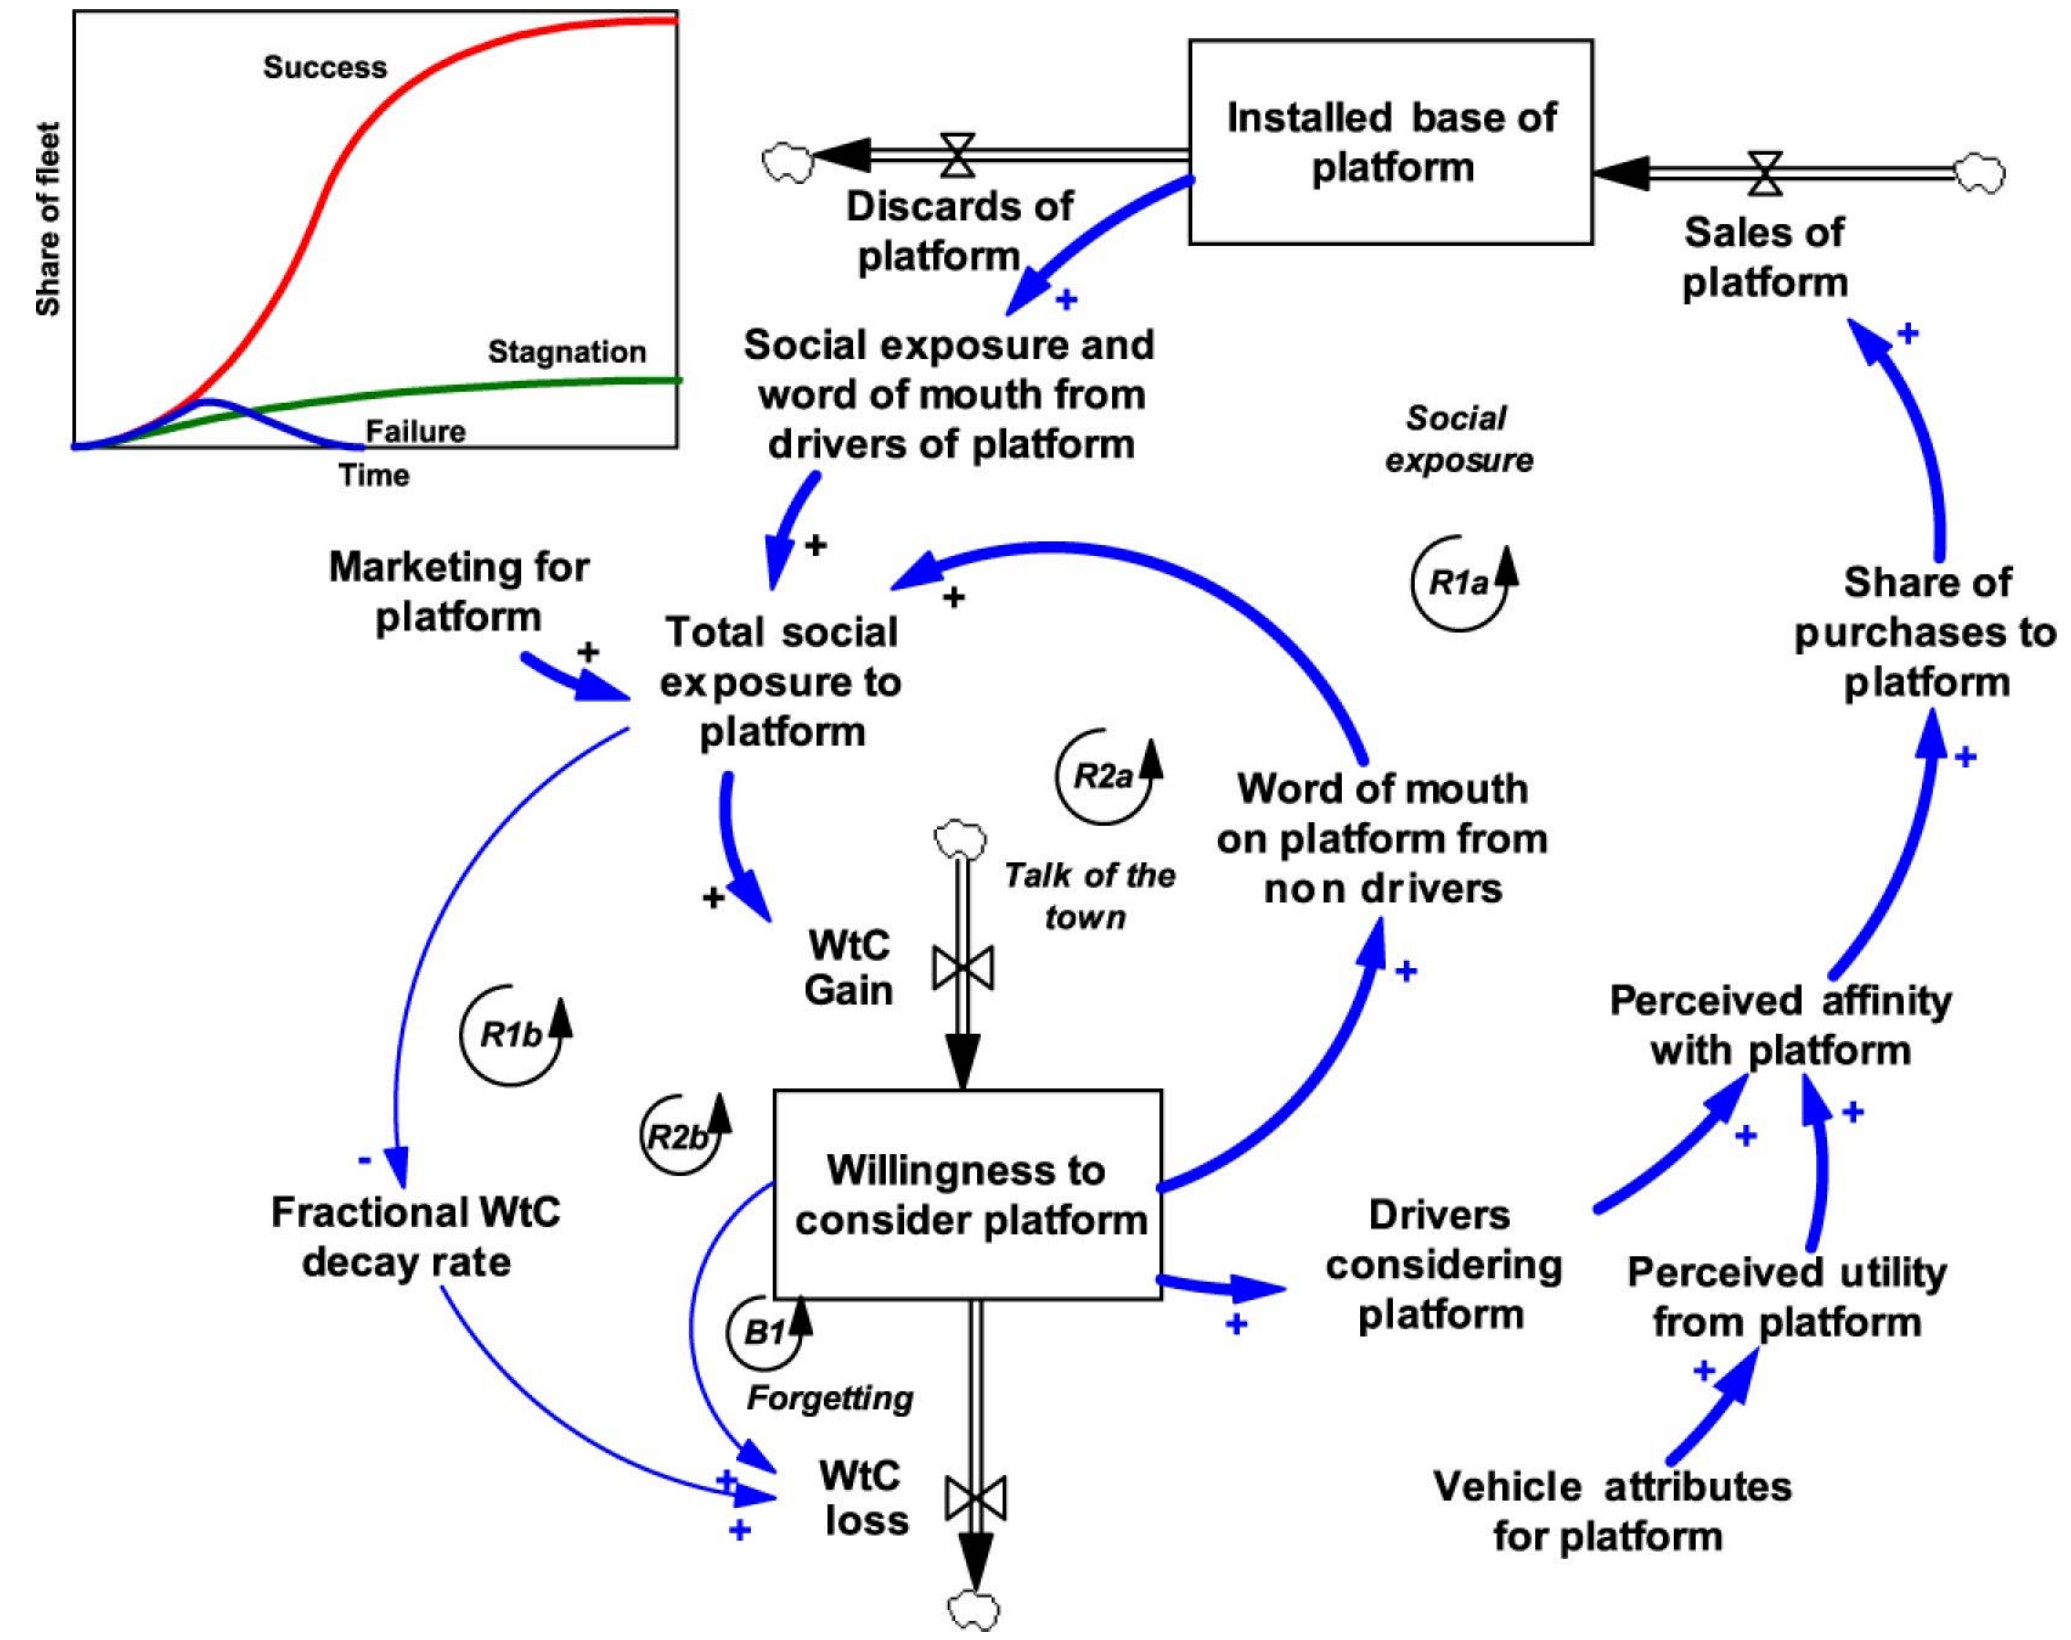 Success
Stagnation
Failure
Time
Share of fleet
Installed base of
platform
Discards of
platform
Sales of
platform
+
Social exposure and
word of mouth from
drivers of platform
+
Social
exposure
R1a
+
+
Marketing for
platform
+
Total social
exposure to
platform
Share of
purchases to
platform
+
R2a
Talk of the
town
Word of mouth
on platform from
non drivers
+
+
WtC
Gain
R1b
R2b
Perceived affinity
with platform
+
+
-
Fractional WtC
decay rate
Willingness to
consider platform
+
Drivers
considering
platform
Perceived utility
from platform
+
B1
Forgetting
+
+
WtC
loss
Vehicle attributes
for platform